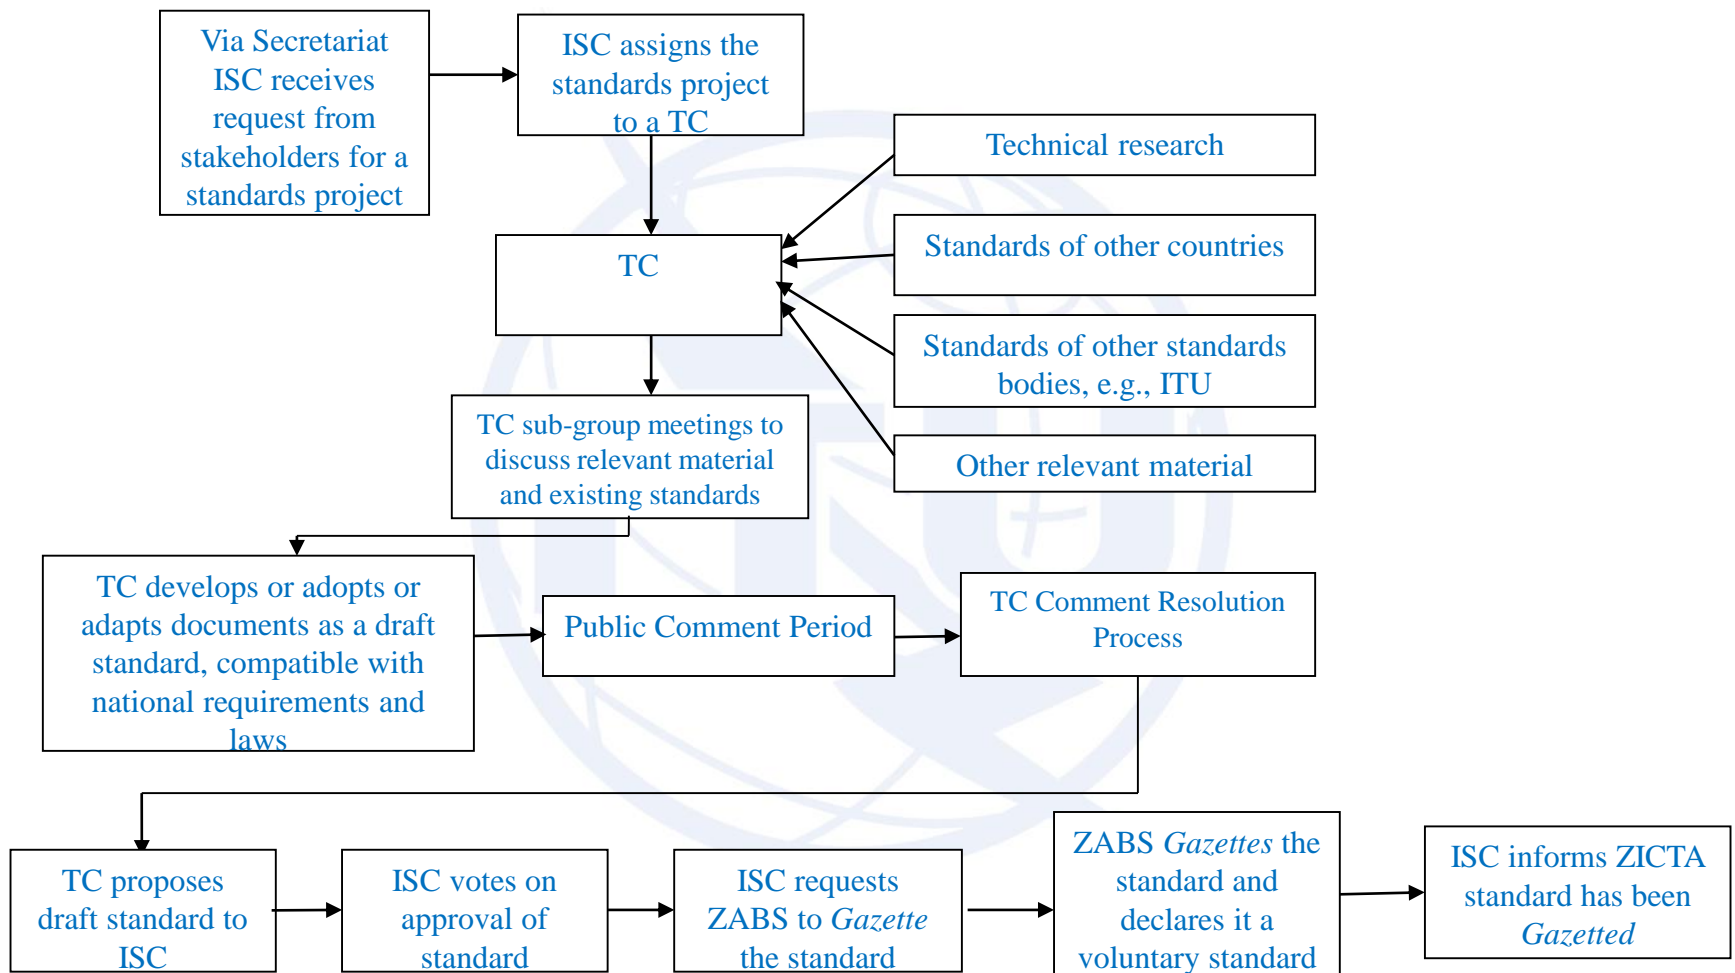 Via Secretariat
ISC receives
request from
stakeholders for a
standards project
ISC assigns the
standards project
to a TC
Technical research
TC
Standards of other countries
Standards of other standards
bodies, e.g., ITU
Other relevant material
TC sub-group meetings to
discuss relevant material
and existing standards
TC develops or adopts or
adapts documents as a draft
standard, compatible with
national requirements and
laws
Public Comment Period
TC Comment Resolution
Process
TC proposes
draft standard to
ISC
ISC votes on
approval of
standard
ISC requests
ZABS to Gazette
the standard
ZABS Gazettes the
standard and
declares it a
voluntary standard
ISC informs ZICTA
standard has been
Gazetted
ITU